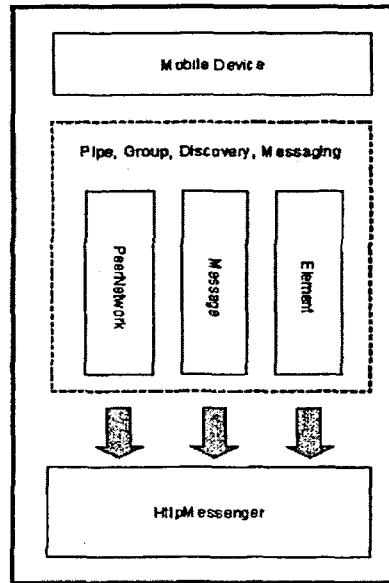 Mobile Device
Pipe, Group, Discovery, Messaging
PeerNetwork
Message
Element
HttpMessenger